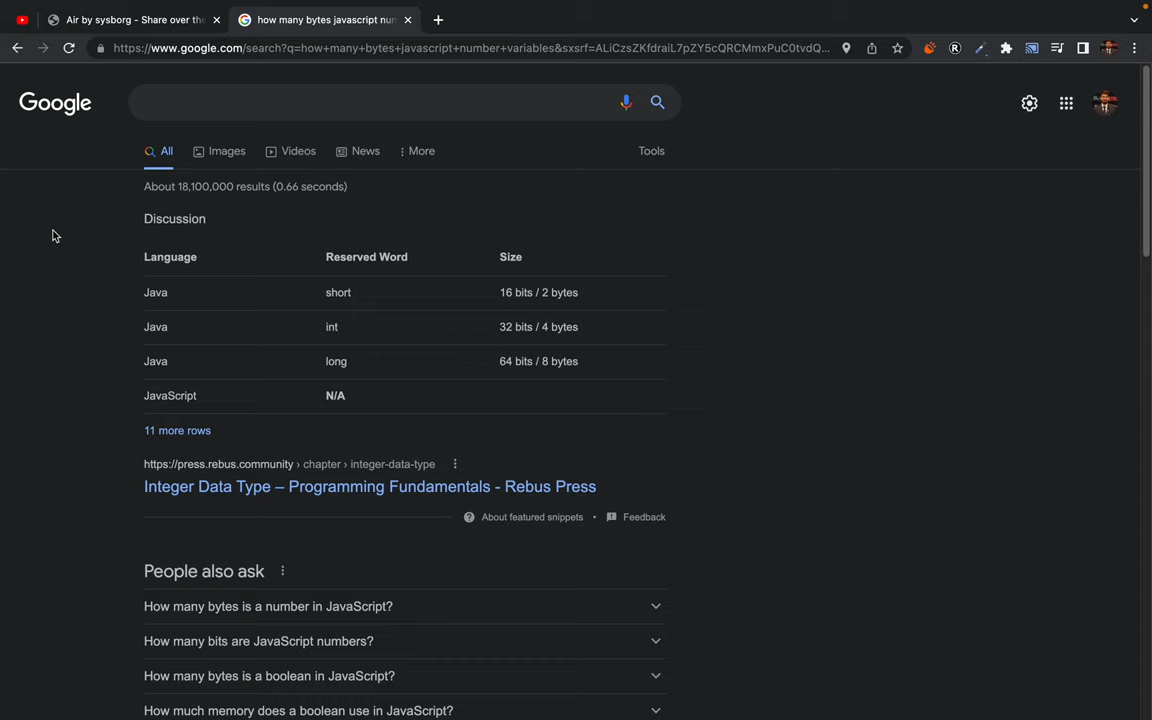 Air by sysborg - Share over the
how many bytes javascript num
https://www.google.com/search?q=how+many+bytes+javascript+number+variables&sxsrf=ALiCzsZKfdraiL7pZY5cQRCMmxPuC0tvdQ...
Google
All Images Videos News More Tools
About 18,100,000 results (0.66 seconds)
Discussion
Language Reserved Word Size
Java short 16 bits / 2 bytes
Java int 32 bits / 4 bytes
Java long 64 bits / 8 bytes
JavaScript N/A
11 more rows
https://press.rebus.community › chapter › integer-data-type
Integer Data Type – Programming Fundamentals - Rebus Press
About featured snippets • Feedback
People also ask
How many bytes is a number in JavaScript?
How many bits are JavaScript numbers?
How many bytes is a boolean in JavaScript?
How much memory does a boolean use in JavaScript?